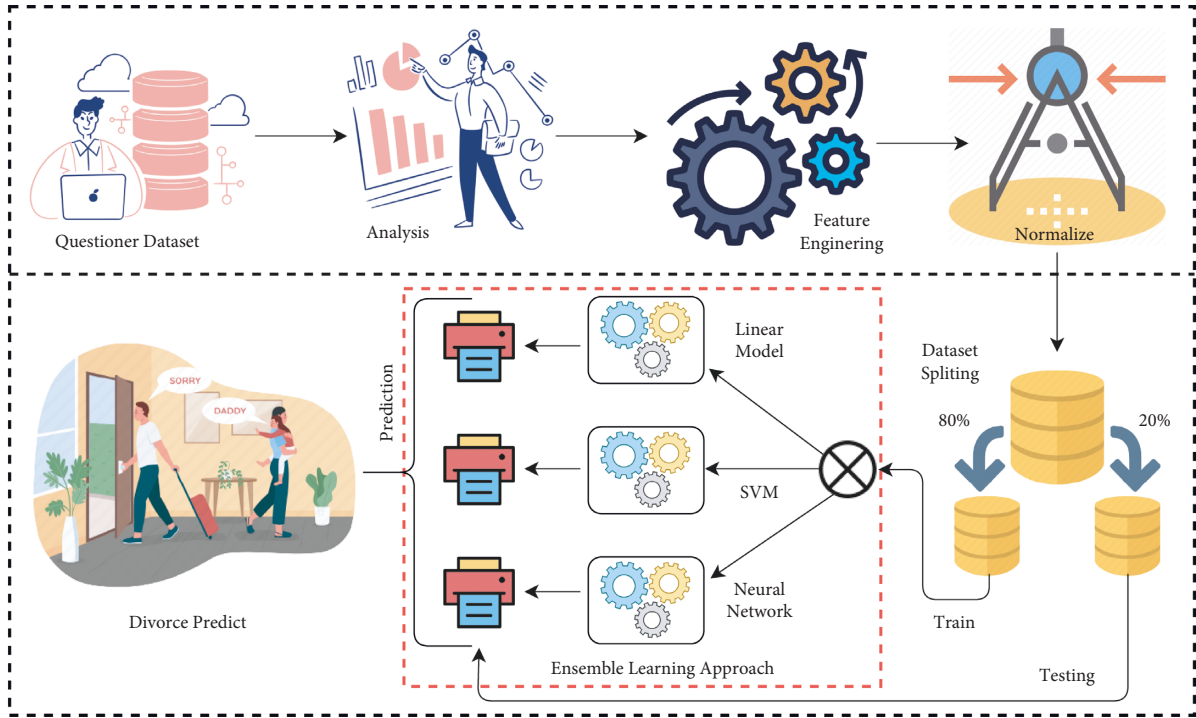 Questioner Dataset
Analysis
Feature
Enginering
Normalize
SORRY
DADDY
Divorce Predict
Prediction
Linear
Model
SVM
Neural
Network
Ensemble Learning Approach
Dataset
Spliting
80%
20%
Train
Testing